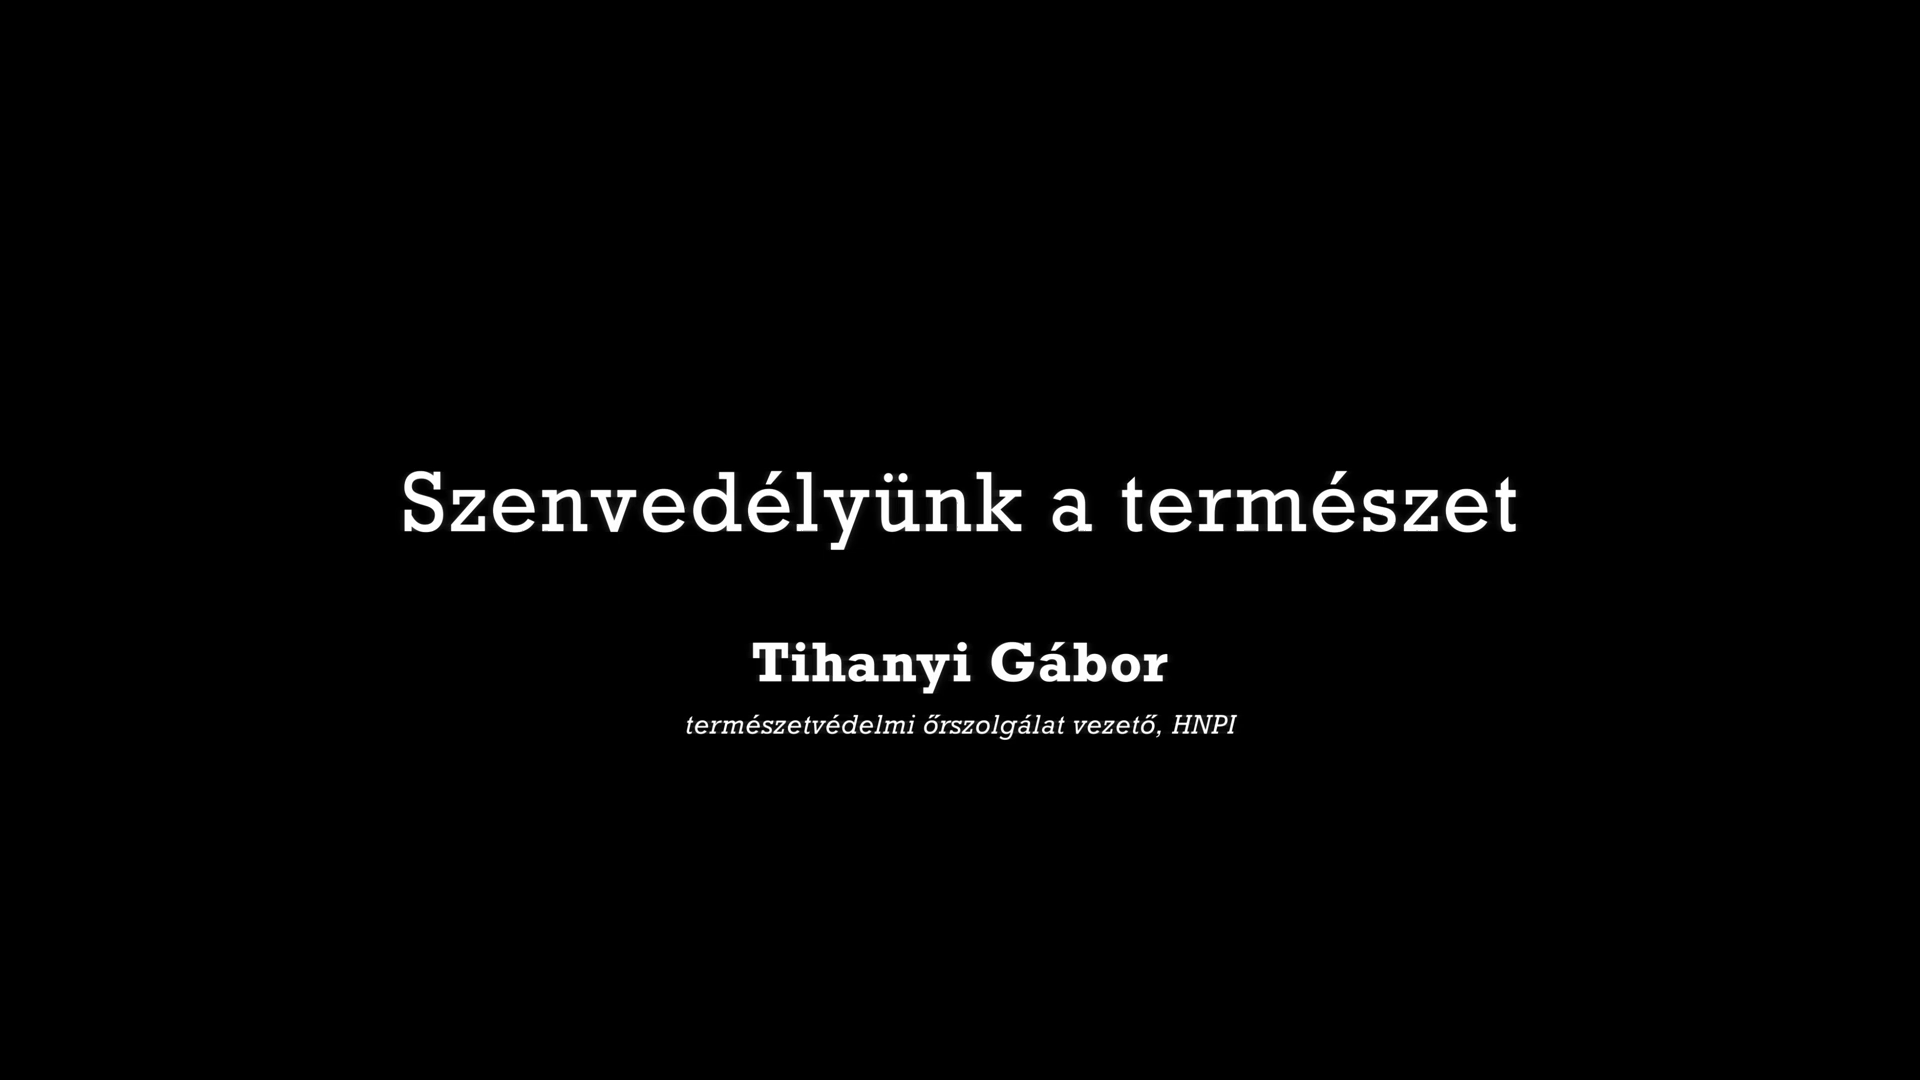 Szenvedélyünk a természet
Tihanyi Gábor
természetvédelmi őrszolgálat vezető, HNPI